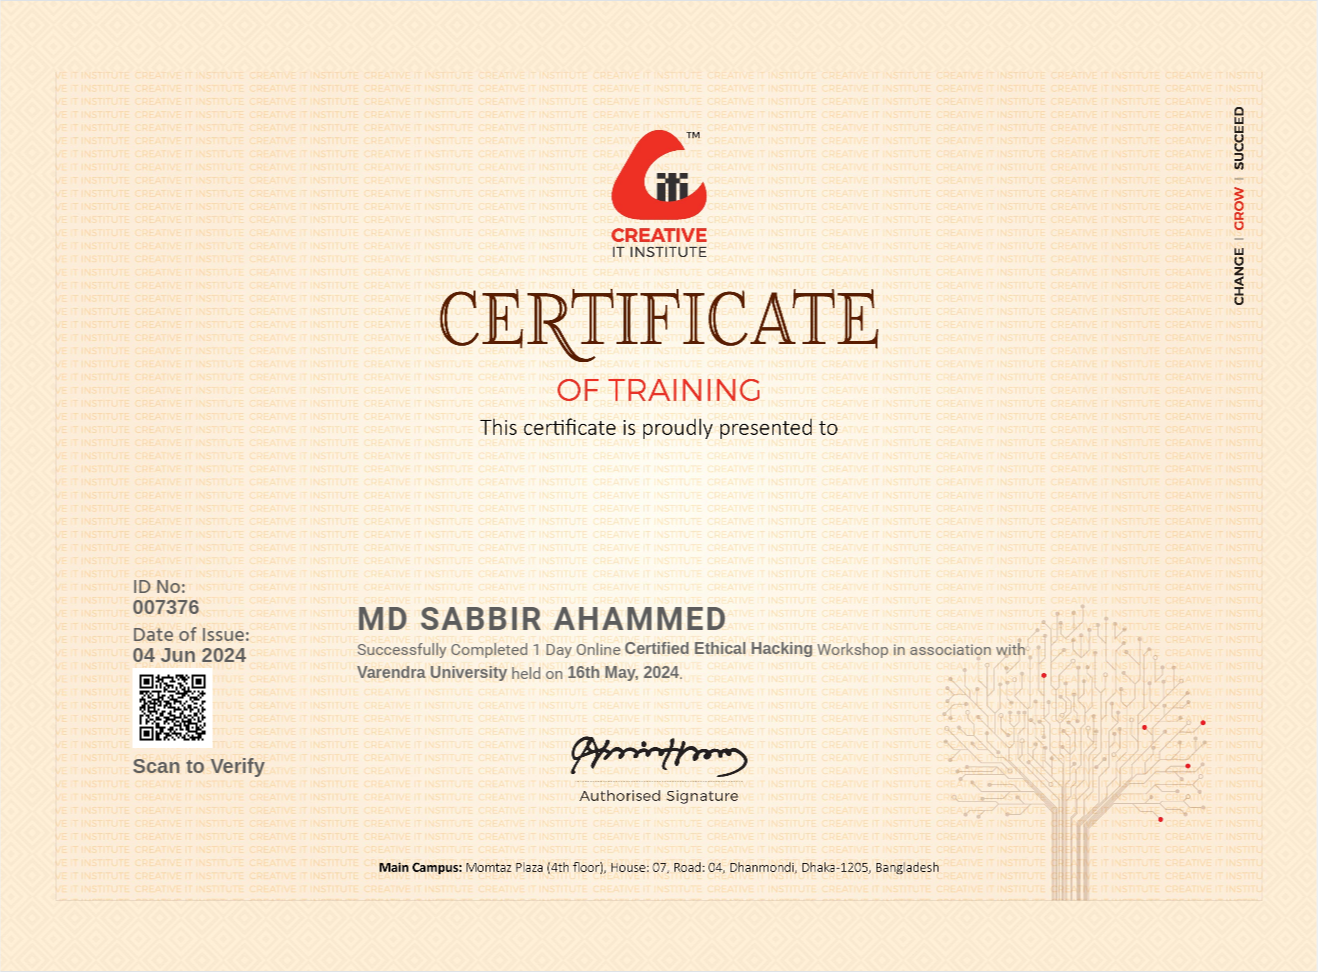 ™
iti
CREATIVE
IT INSTITUTE
CHANGE | GROW | SUCCEED
CERTIFICATE
OF TRAINING
This certificate is proudly presented to
ID No:
007376
Date of Issue:
04 Jun 2024
Scan to Verify
MD SABBIR AHAMMED
Successfully Completed 1 Day Online Certified Ethical Hacking Workshop in association with
Varendra University held on 16th May, 2024.
Authorised Signature
Main Campus: Momtaz Plaza (4th floor), House: 07, Road: 04, Dhanmondi, Dhaka-1205, Bangladesh